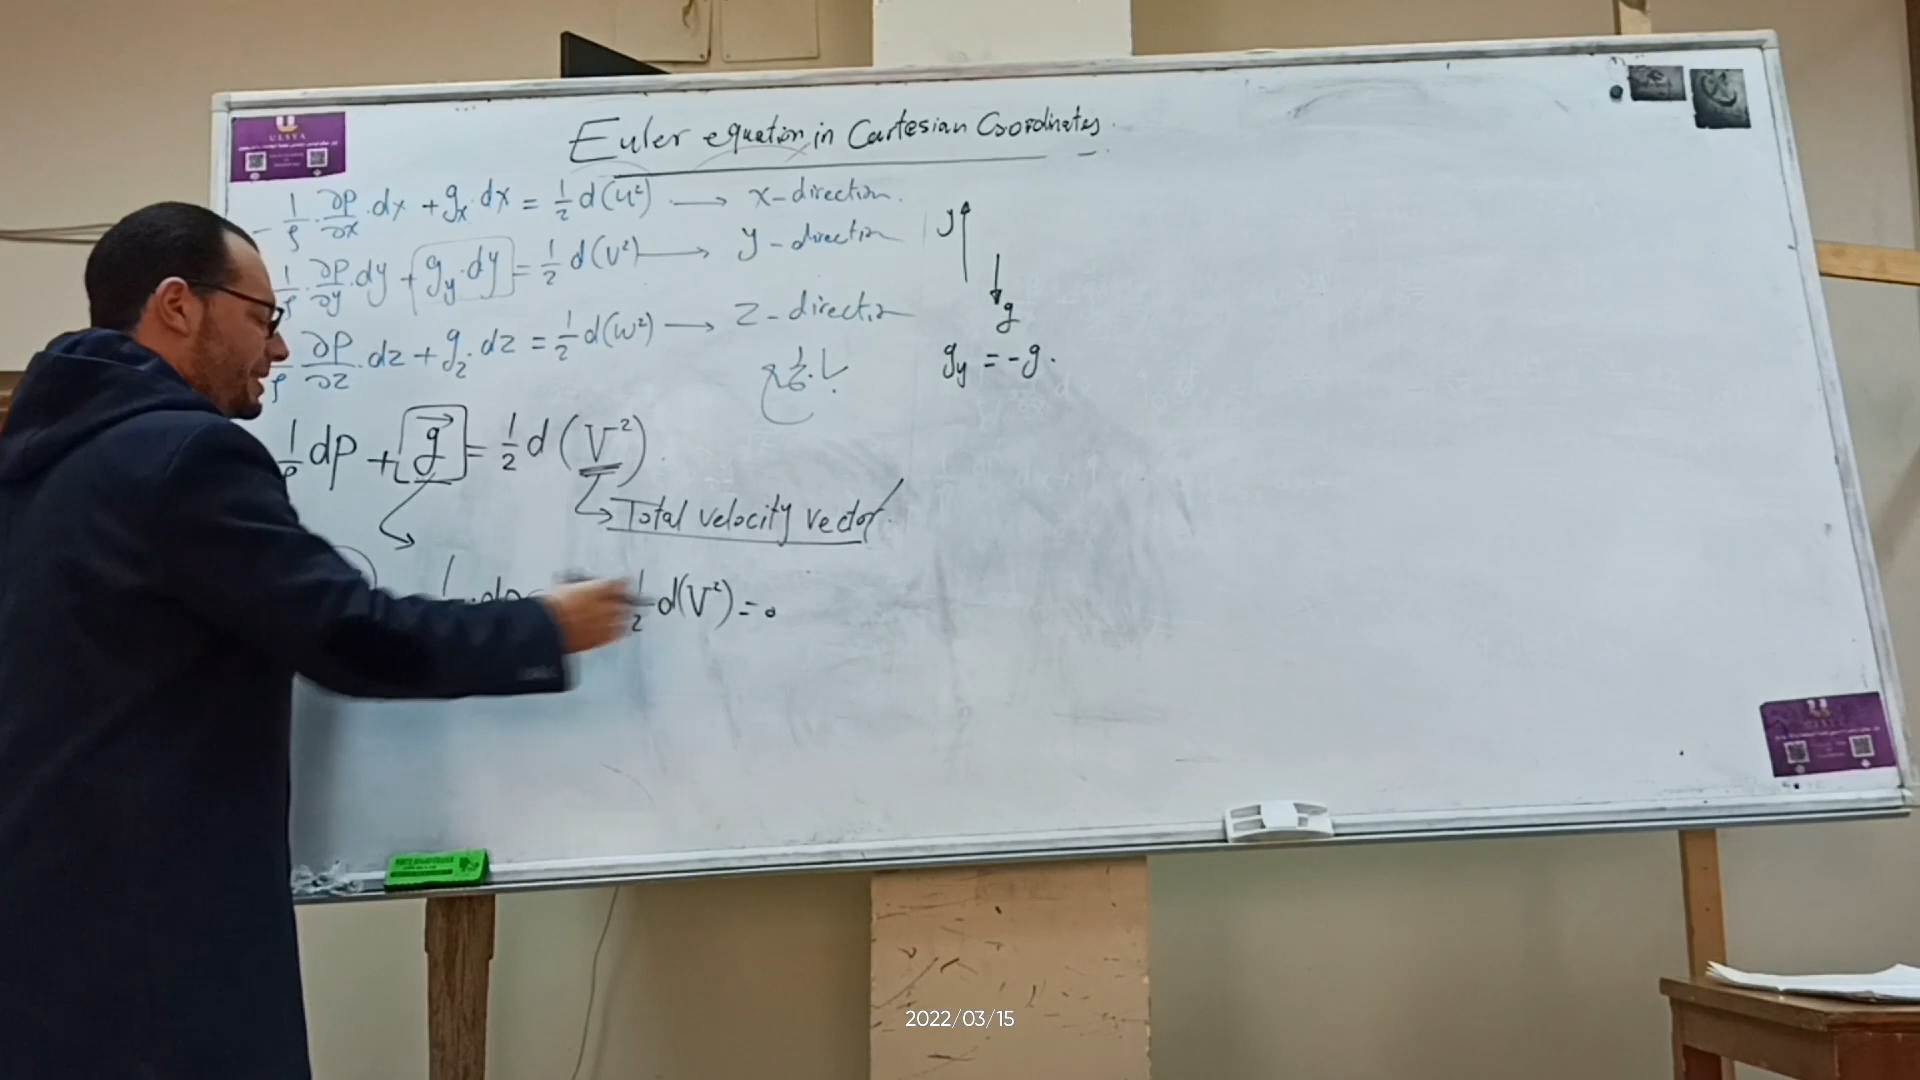 Euler equation in Cartesian Coordinates.
- 1/ρ · ∂P/∂x · dx + gx · dx = 1/2 d(u²) → x-direction.
1/ρ · ∂P/∂y · dy + gy · dy = 1/2 d(v²) → y-direction
1/ρ ∂P/∂z · dz + gz · dz = 1/2 d(w²) → z-direction
y
g
gy = -g.
1/ρ dp + g⃗ = 1/2 d(V²)
Total velocity vector.
1/2 d(V²) = 0
ULSTA
2022/03/15